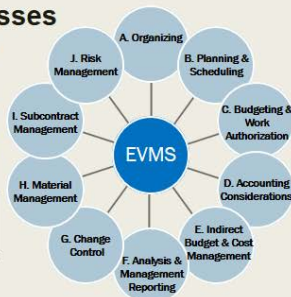 sses
A. Organizing
B. Planning &
Scheduling
C. Budgeting &
Work
Authorization
D. Accounting
Considerations
E. Indirect
Budget & Cost
Management
F. Analysis &
Management
Reporting
G. Change
Control
H. Material
Management
I. Subcontract
Management
J. Risk
Management
EVMS